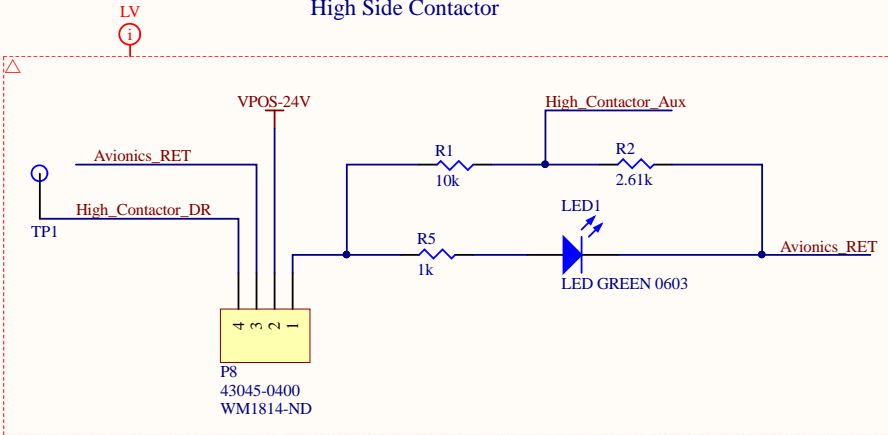 High Side Contactor
LV
i
VPOS-24V
High_Contactor_Aux
Avionics_RET
R1
10k
R2
2.61k
High_Contactor_DR
TP1
LED1
R5
1k
Avionics_RET
LED GREEN 0603
4 3 2 1
P8
43045-0400
WM1814-ND